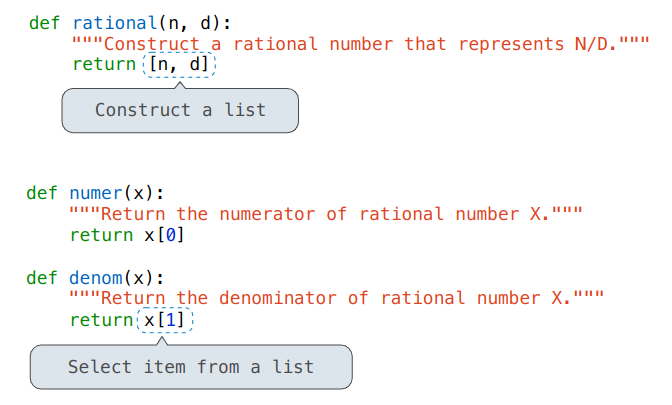 def rational(n, d):
    """Construct a rational number that represents N/D."""
    return [n, d]
Construct a list
def numer(x):
    """Return the numerator of rational number X."""
    return x[0]
def denom(x):
    """Return the denominator of rational number X."""
    return x[1]
Select item from a list